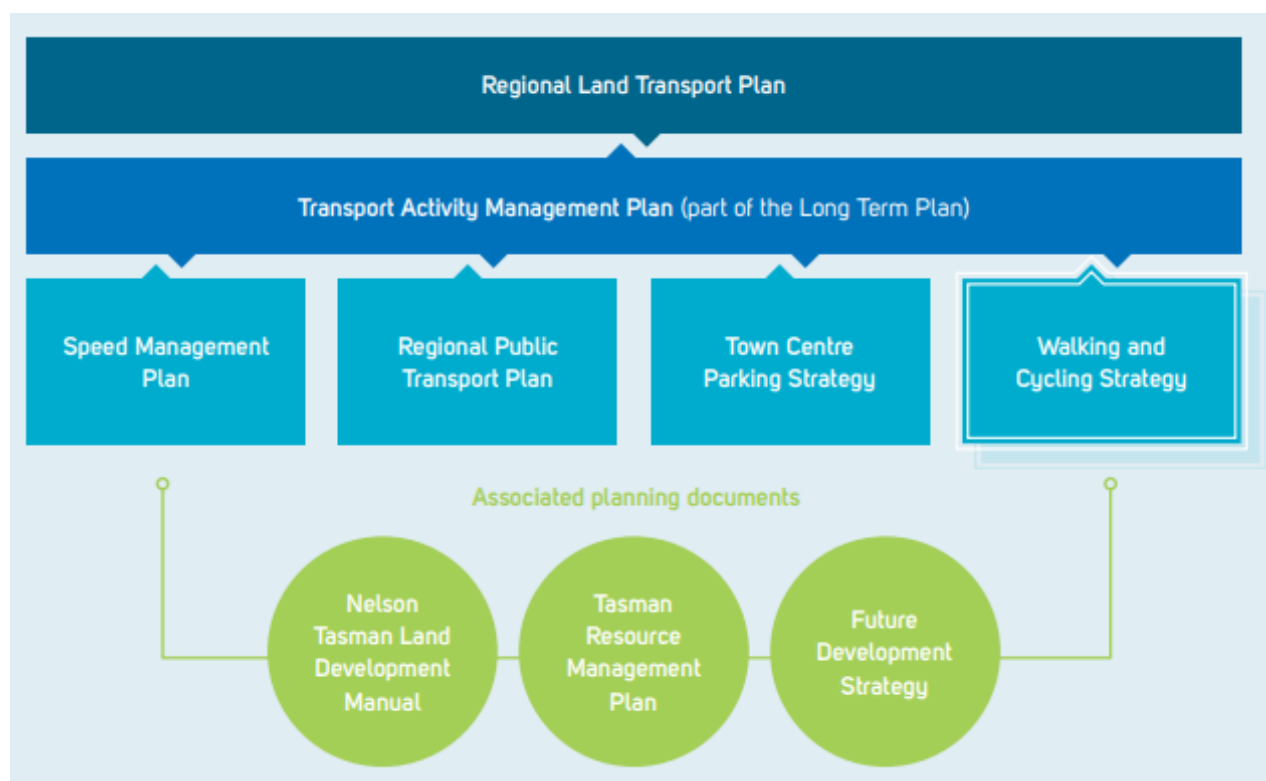 Regional Land Transport Plan
Transport Activity Management Plan (part of the Long Term Plan)
Speed Management
Plan
Regional Public
Transport Plan
Town Centre
Parking Strategy
Walking and
Cycling Strategy
Associated planning documents
Nelson
Tasman Land
Development
Manual
Tasman
Resource
Management
Plan
Future
Development
Strategy